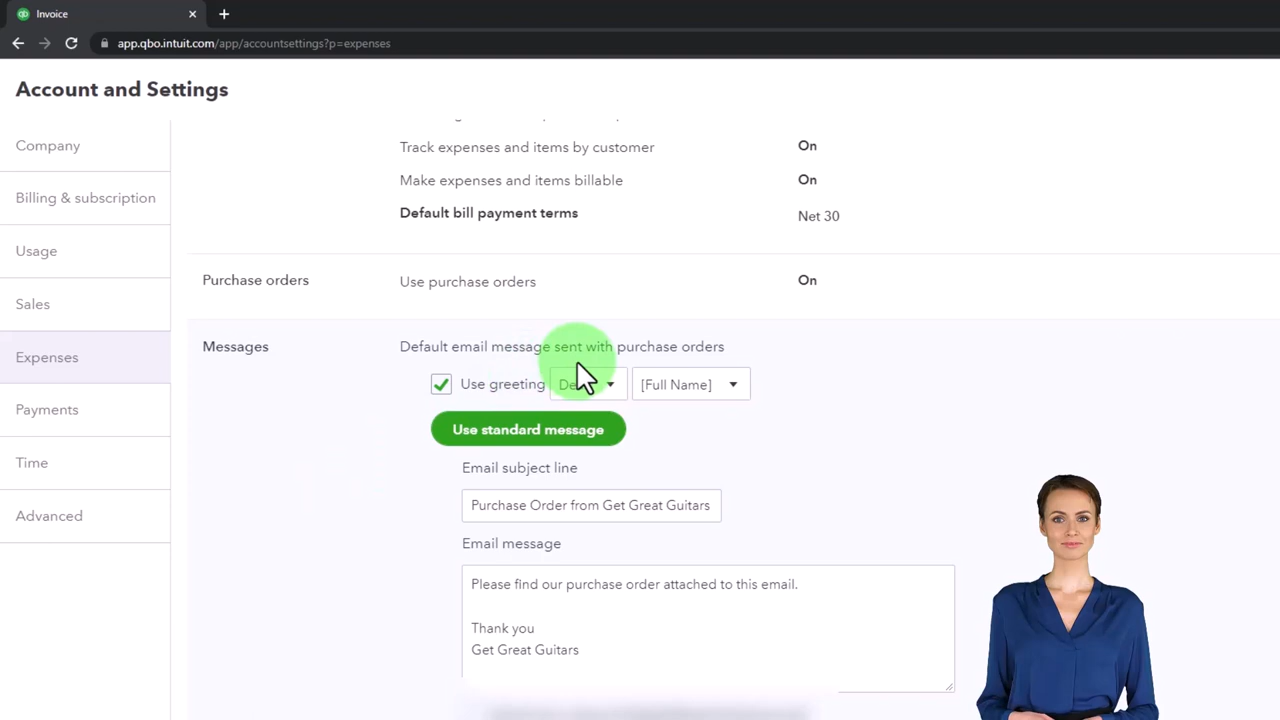 Invoice
app.qbo.intuit.com/app/accountsettings?p=expenses
Account and Settings
Company
Billing & subscription
Usage
Sales
Expenses
Payments
Time
Advanced
Track expenses and items by customer On
Make expenses and items billable On
Default bill payment terms Net 30
Purchase orders Use purchase orders On
Messages Default email message sent with purchase orders
Use greeting [Full Name]
Use standard message
Email subject line
Purchase Order from Get Great Guitars
Email message
Please find our purchase order attached to this email.
Thank you
Get Great Guitars